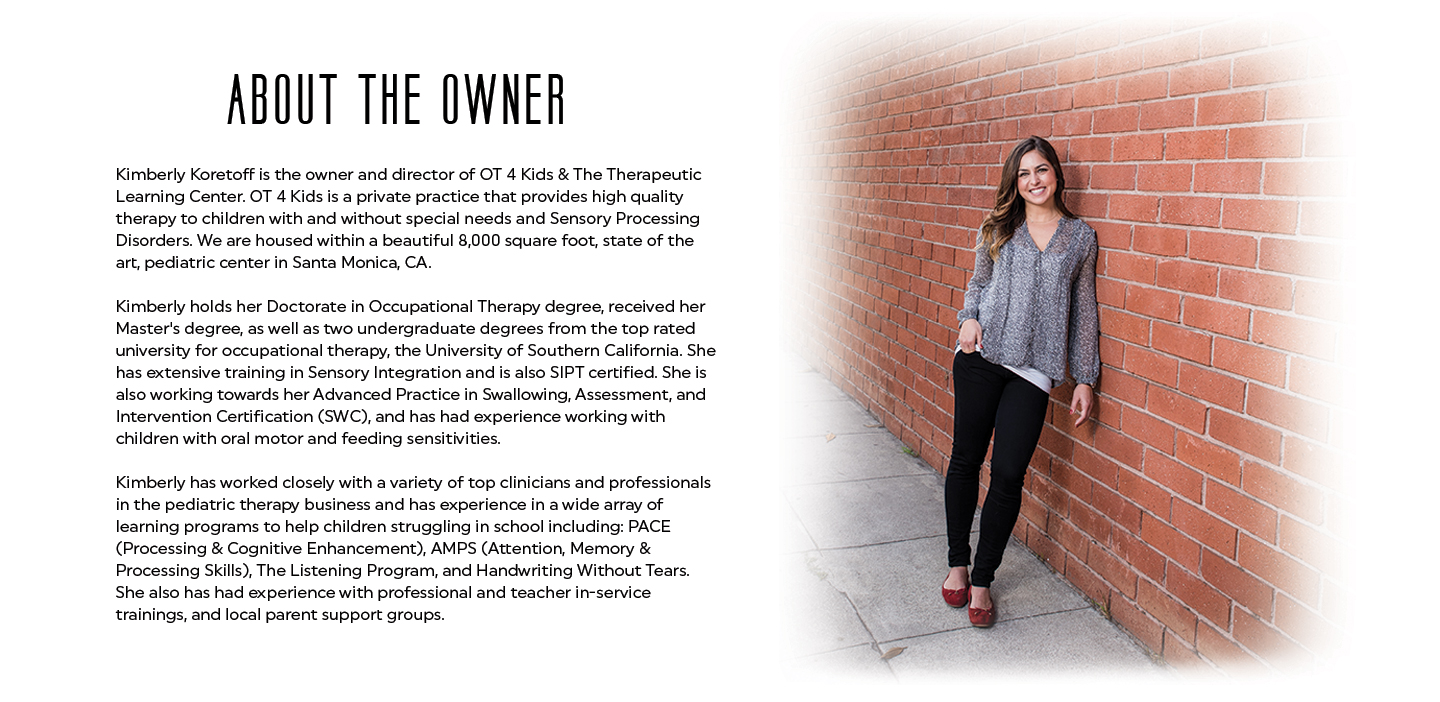 ABOUT THE OWNER
Kimberly Koretoff is the owner and director of OT 4 Kids & The Therapeutic
Learning Center. OT 4 Kids is a private practice that provides high quality
therapy to children with and without special needs and Sensory Processing
Disorders. We are housed within a beautiful 8,000 square foot, state of the
art, pediatric center in Santa Monica, CA.
Kimberly holds her Doctorate in Occupational Therapy degree, received her
Master's degree, as well as two undergraduate degrees from the top rated
university for occupational therapy, the University of Southern California. She
has extensive training in Sensory Integration and is also SIPT certified. She is
also working towards her Advanced Practice in Swallowing, Assessment, and
Intervention Certification (SWC), and has had experience working with
children with oral motor and feeding sensitivities.
Kimberly has worked closely with a variety of top clinicians and professionals
in the pediatric therapy business and has experience in a wide array of
learning programs to help children struggling in school including: PACE
(Processing & Cognitive Enhancement), AMPS (Attention, Memory &
Processing Skills), The Listening Program, and Handwriting Without Tears.
She also has had experience with professional and teacher in-service
trainings, and local parent support groups.